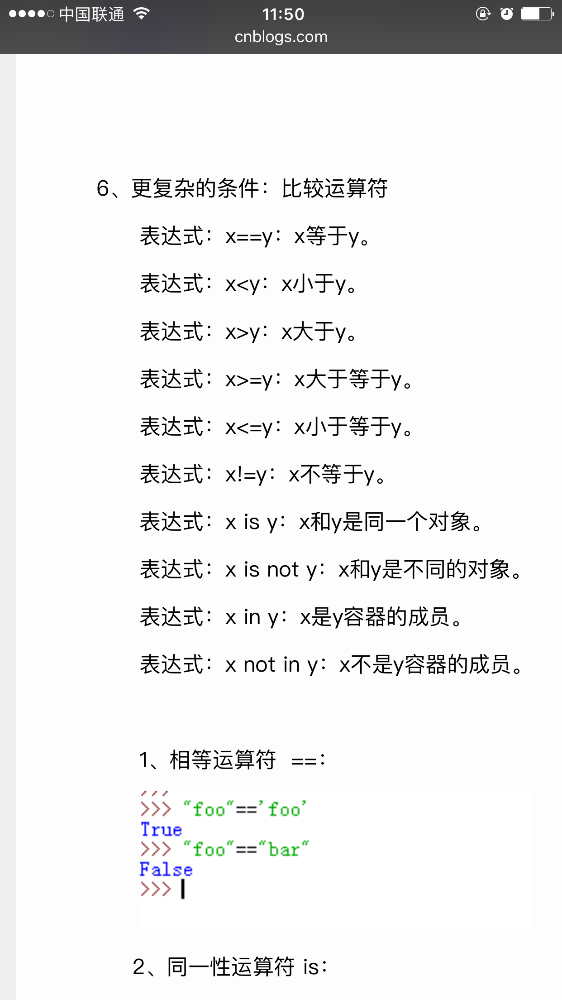 中国联通
11:50
cnblogs.com
6、更复杂的条件：比较运算符
表达式：x==y：x等于y。
表达式：x<y：x小于y。
表达式：x>y：x大于y。
表达式：x>=y：x大于等于y。
表达式：x<=y：x小于等于y。
表达式：x!=y：x不等于y。
表达式：x is y：x和y是同一个对象。
表达式：x is not y：x和y是不同的对象。
表达式：x in y：x是y容器的成员。
表达式：x not in y：x不是y容器的成员。
1、相等运算符 ==：
>>>
>>> "foo"=='foo'
True
>>> "foo"=="bar"
False
>>>
2、同一性运算符 is：